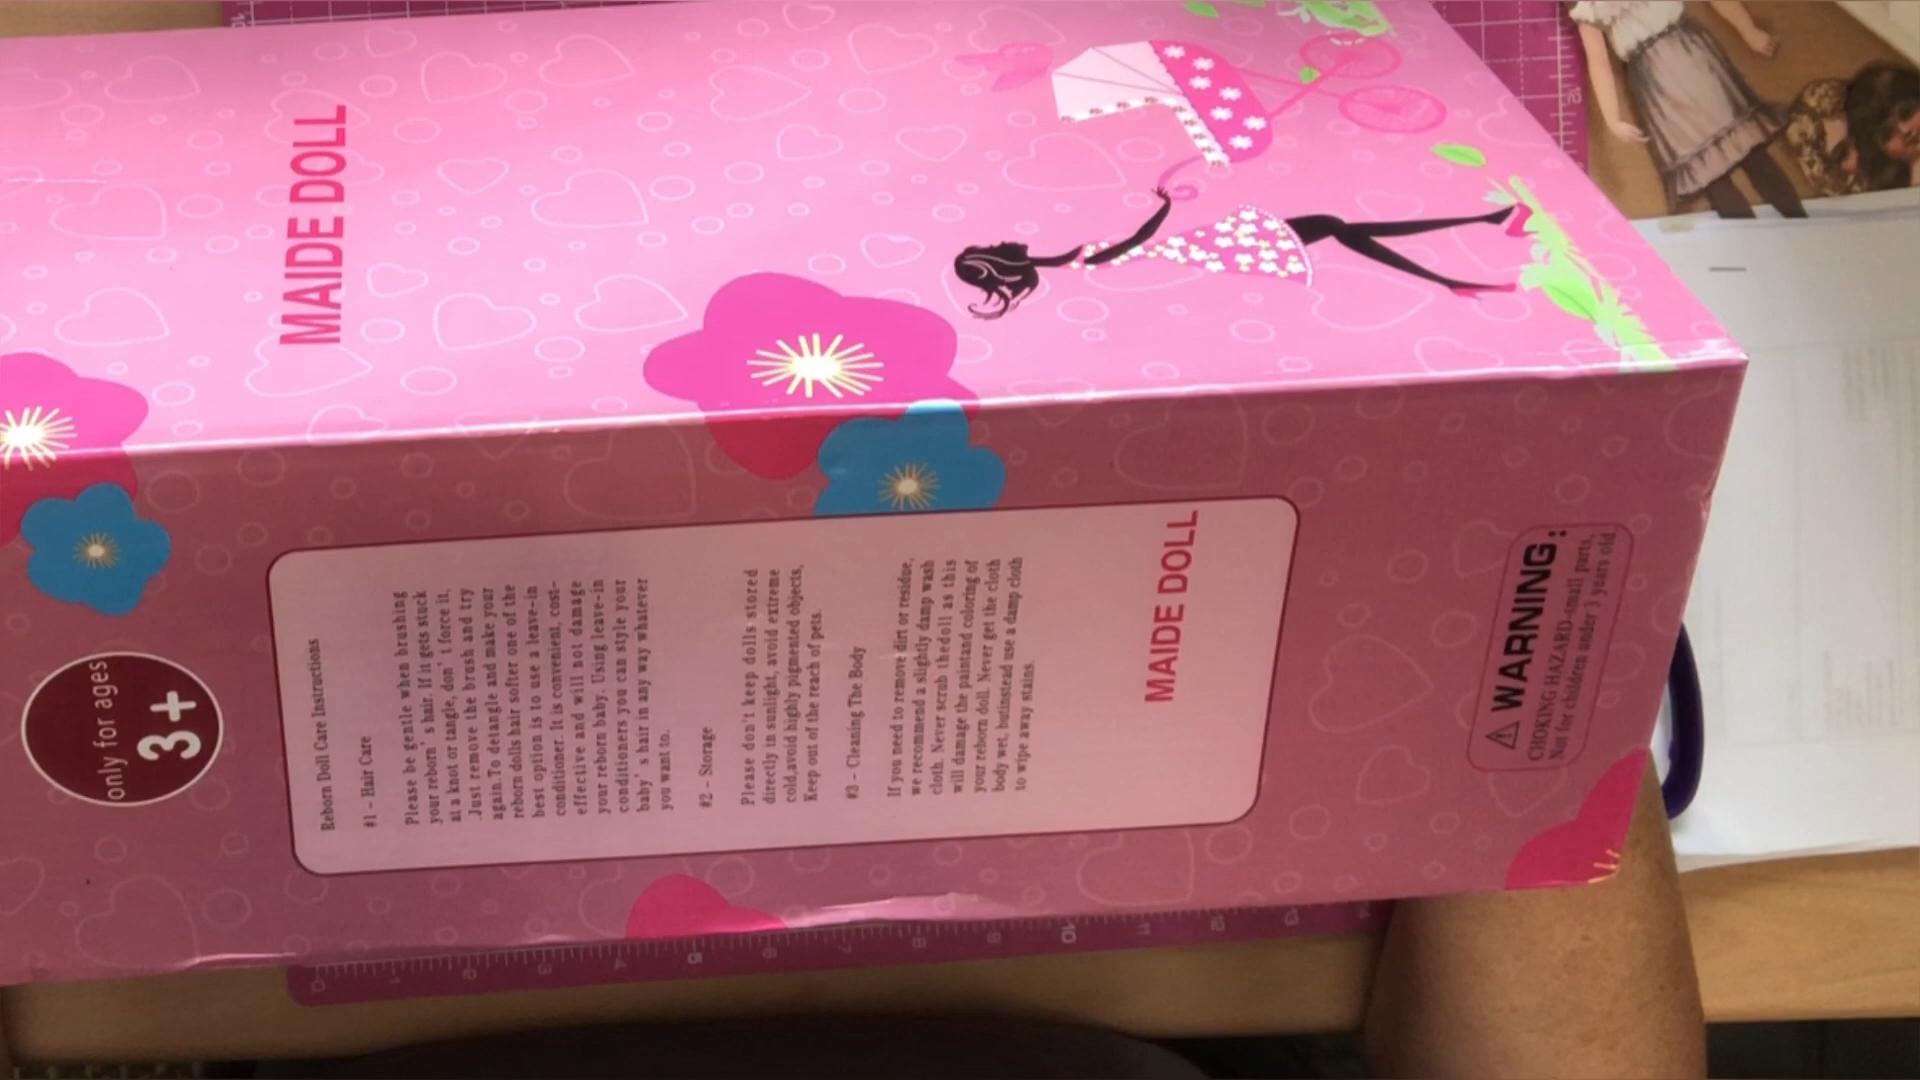 MAIDE DOLL
only for ages
3+
Reborn Doll Care Instructions
#1 - Hair Care
Please be gentle when brushing
your reborn's hair. If it gets stuck
at a knot or tangle, don't force it,
.Just remove the brush and try
again.To detangle and make your
reborn dolls hair softer one of the
best option is to use a leave-in
conditioner. It is convenient, cost-
effective and will not damage
your reborn baby. Using leave-in
conditioners you can style your
baby's hair in any way whatever
you want to.
#2 - Storage
Please don't keep dolls stored
directly in sunlight, avoid extreme
cold,avoid highly pigmented objects,
Keep out of the reach of pets.
#3 - Cleaning The Body
If you need to remove dirt or residue,
we recommend a slightly damp wash
cloth. Never scrub thedoll as this
will damage the paintand coloring of
your reborn doll. Never get the cloth
body wet, butinstead use a damp cloth
to wipe away stains.
MAIDE DOLL
⚠ WARNING:
CHOKING HAZARD-small parts,
Not for children under 3 years old